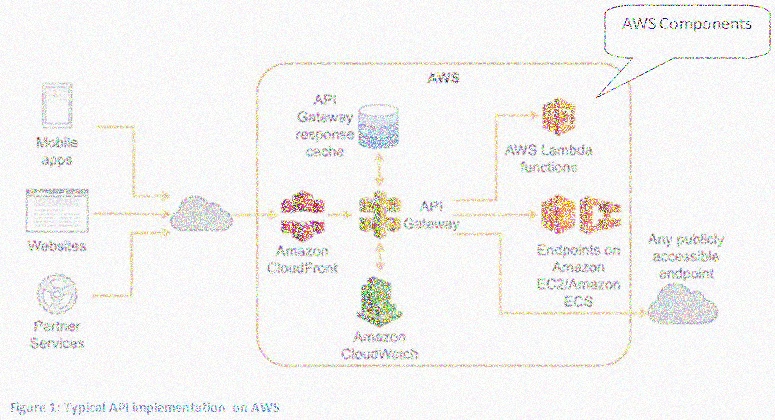 AWS Components
AWS
API
Gateway
response
cache
Mobile
apps
AWS Lambda
functions
Websites
API
Gateway
Amazon
CloudFront
Endpoints on
Amazon
EC2/Amazon
ECS
Any publicly
accessible
endpoint
Partner
Services
Amazon
CloudWatch
Figure 1: Typical API implementation on AWS